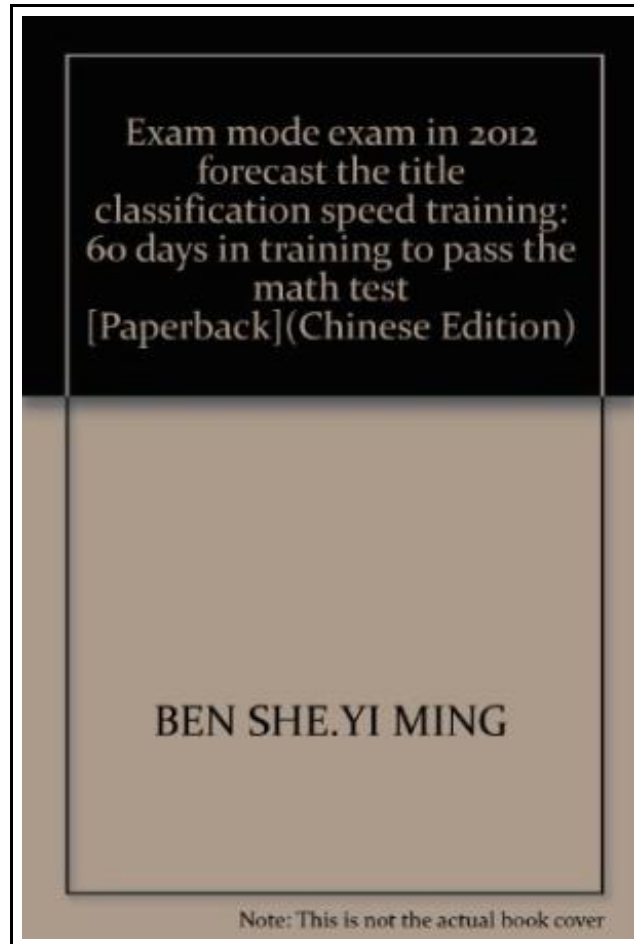 Exam mode exam in 2012
forecast the title
classification speed training:
60 days in training to pass the
math test
[Paperback](Chinese Edition)
BEN SHE.YI MING
Note: This is not the actual book cover